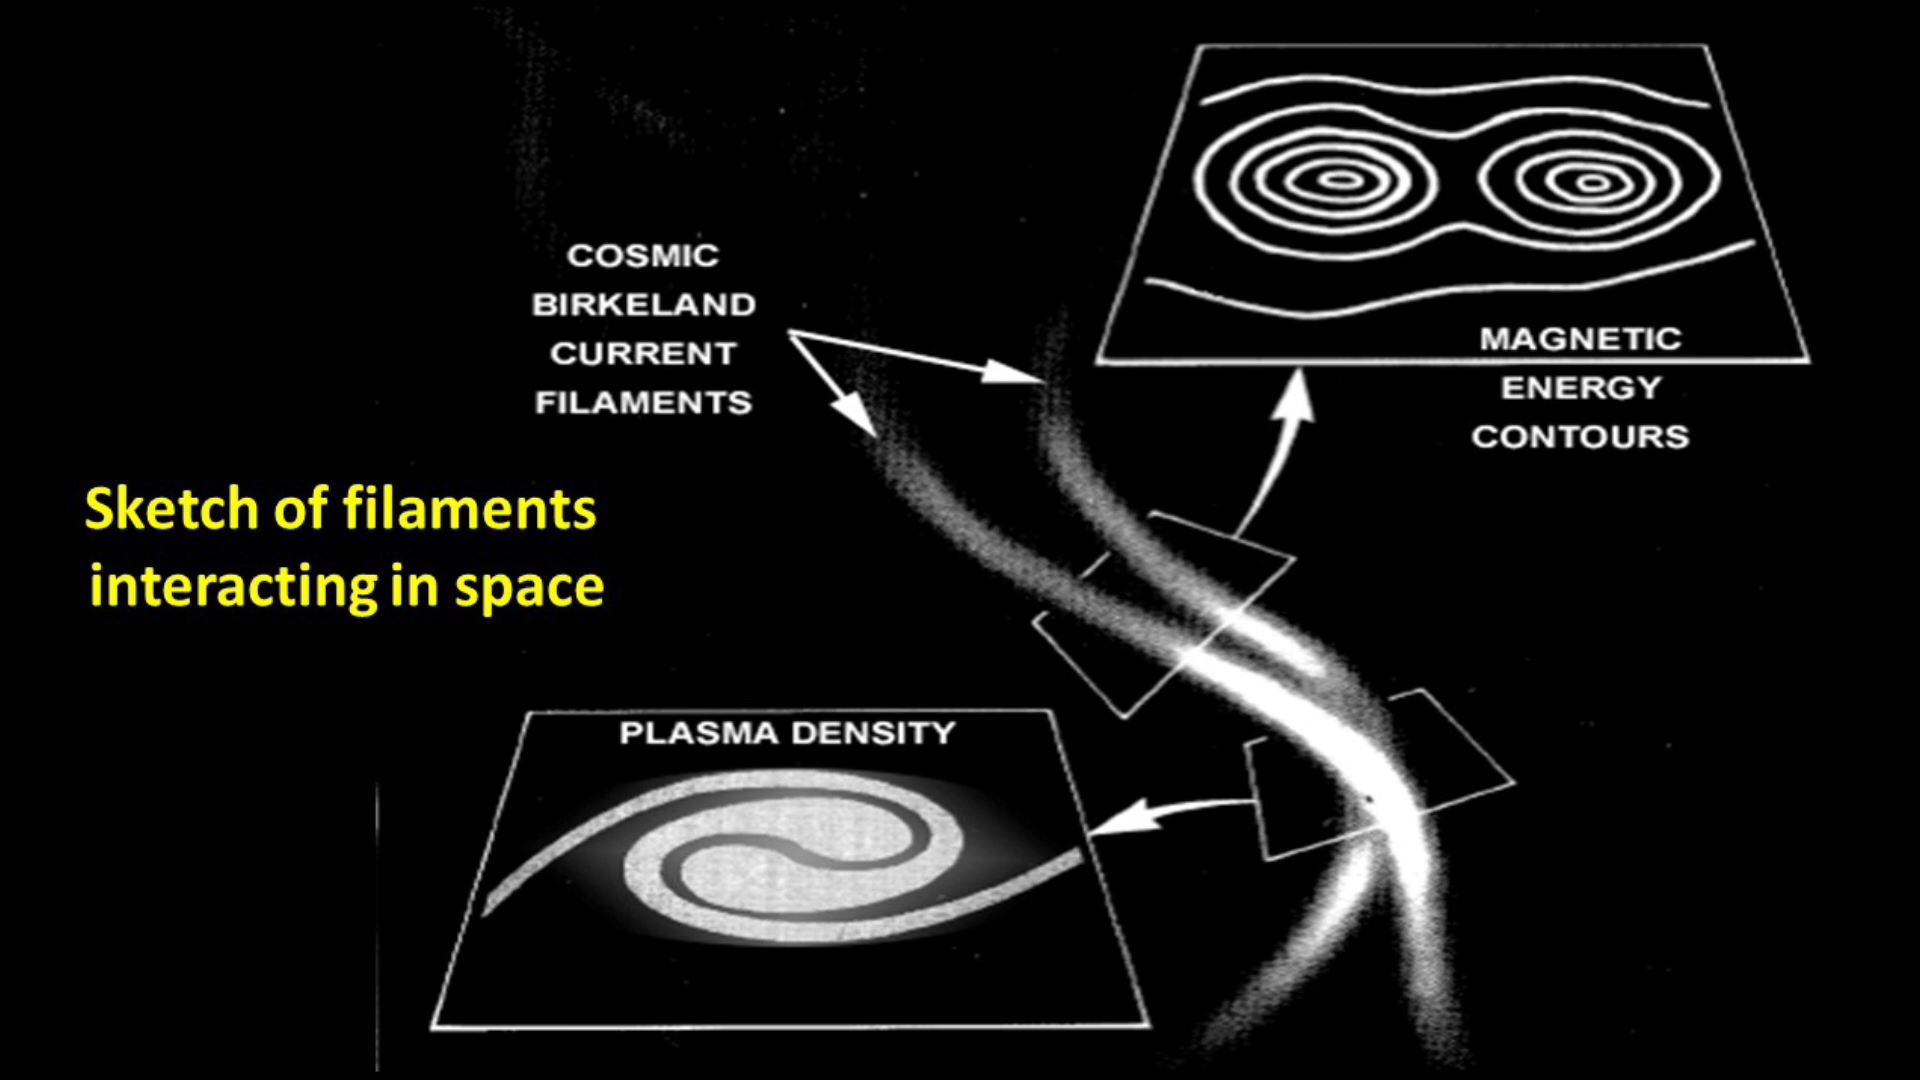 COSMIC
BIRKELAND
CURRENT
FILAMENTS
MAGNETIC
ENERGY
CONTOURS
Sketch of filaments
interacting in space
PLASMA DENSITY